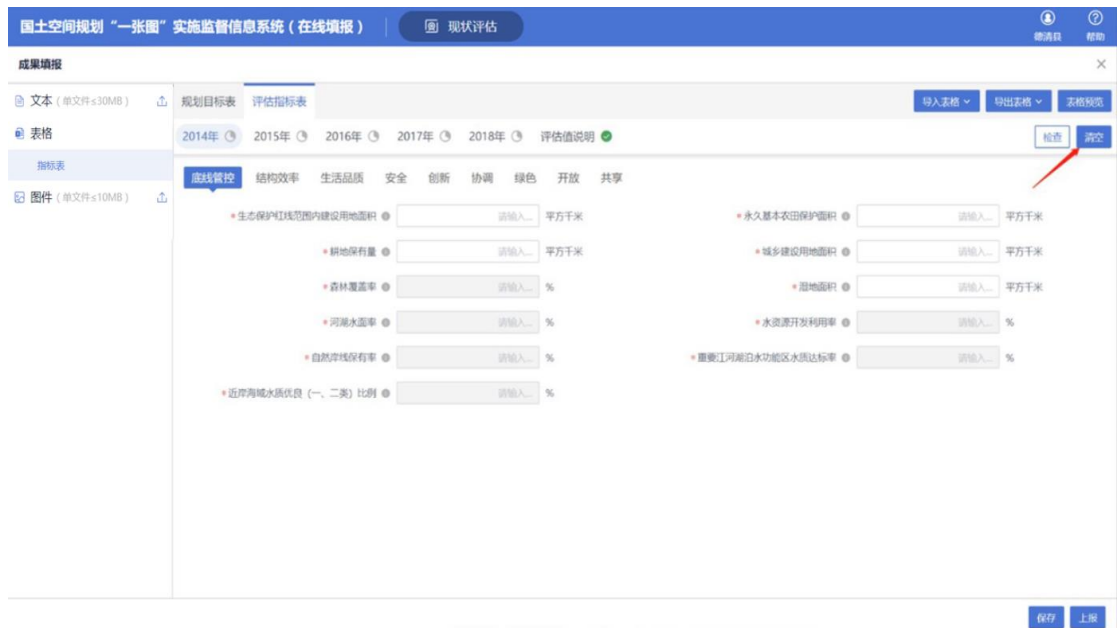 国土空间规划“一张图”实施监督信息系统（在线填报） 现状评估 德清县 帮助
成果填报
文本（单文件≤30MB） 规划目标表 评估指标表 导入表格 导出表格 表格预览
表格 2014年 2015年 2016年 2017年 2018年 评估值说明 检查 清空
指标表 底线管控 结构效率 生活品质 安全 创新 协调 绿色 开放 共享
图件（单文件≤10MB）
*生态保护红线范围内建设用地面积 请输入... 平方千米 *永久基本农田保护面积 请输入... 平方千米
*耕地保有量 请输入... 平方千米 *城乡建设用地面积 请输入... 平方千米
*森林覆盖率 请输入... % *湿地面积 请输入... 平方千米
*河湖水面率 请输入... % *水资源开发利用率 请输入... %
*自然岸线保有率 请输入... % *重要江河湖泊水功能区水质达标率 请输入... %
*近岸海域水质优良（一、二类）比例 请输入... %
保存 上报